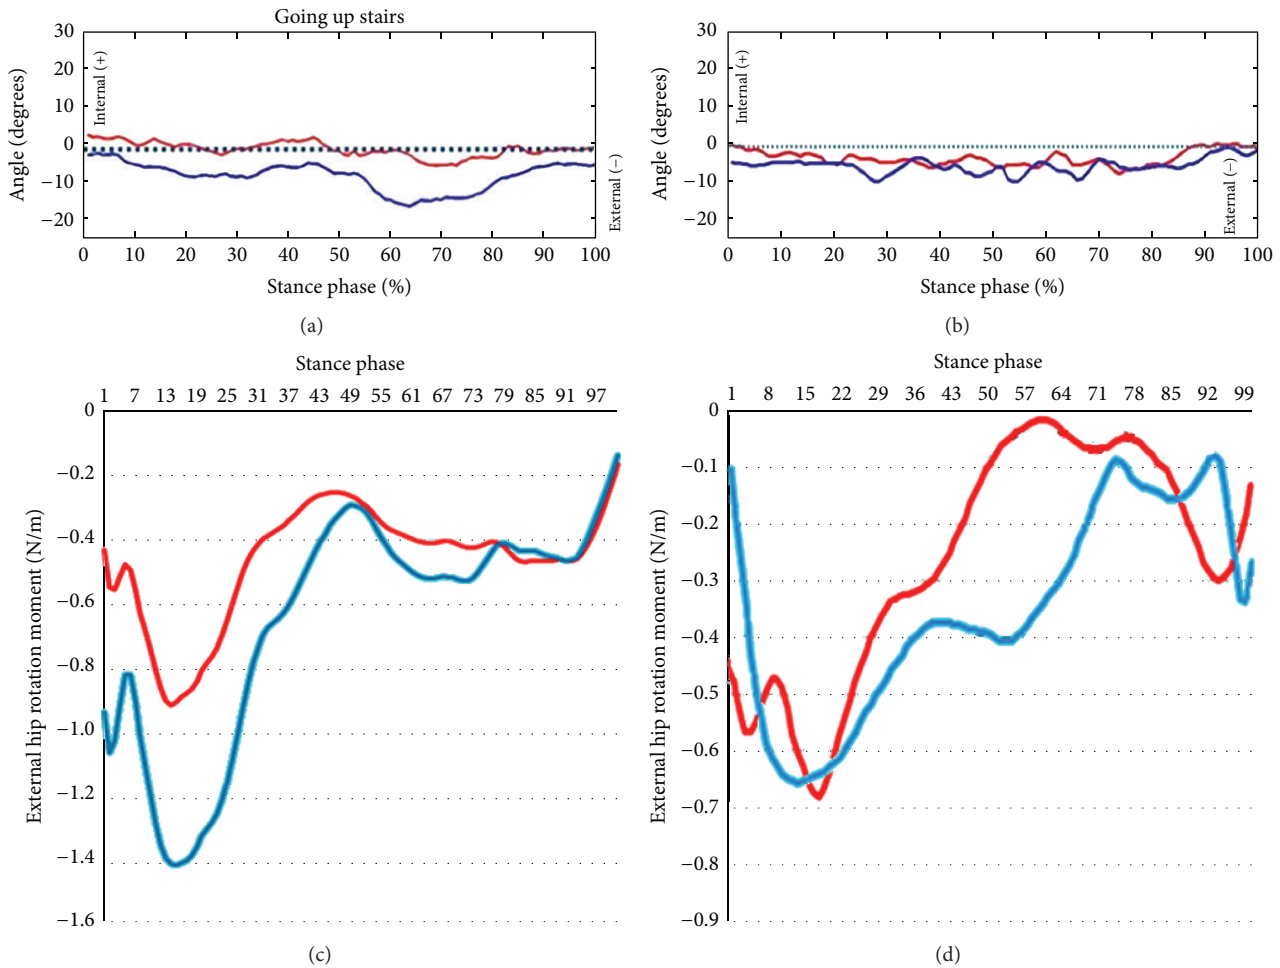 Going up stairs
30
20
10
0
−10
−20
Angle (degrees)
Internal (+)
External (−)
0 10 20 30 40 50 60 70 80 90 100
Stance phase (%)
(a)
30
20
10
0
−10
−20
Angle (degrees)
Internal (+)
External (−)
0 10 20 30 40 50 60 70 80 90 100
Stance phase (%)
(b)
Stance phase
1 7 13 19 25 31 37 43 49 55 61 67 73 79 85 91 97
0
−0.2
−0.4
−0.6
−0.8
−1.0
−1.2
−1.4
−1.6
External hip rotation moment (N/m)
(c)
Stance phase
1 8 15 22 29 36 43 50 57 64 71 78 85 92 99
0
−0.1
−0.2
−0.3
−0.4
−0.5
−0.6
−0.7
−0.8
−0.9
External hip rotation moment (N/m)
(d)